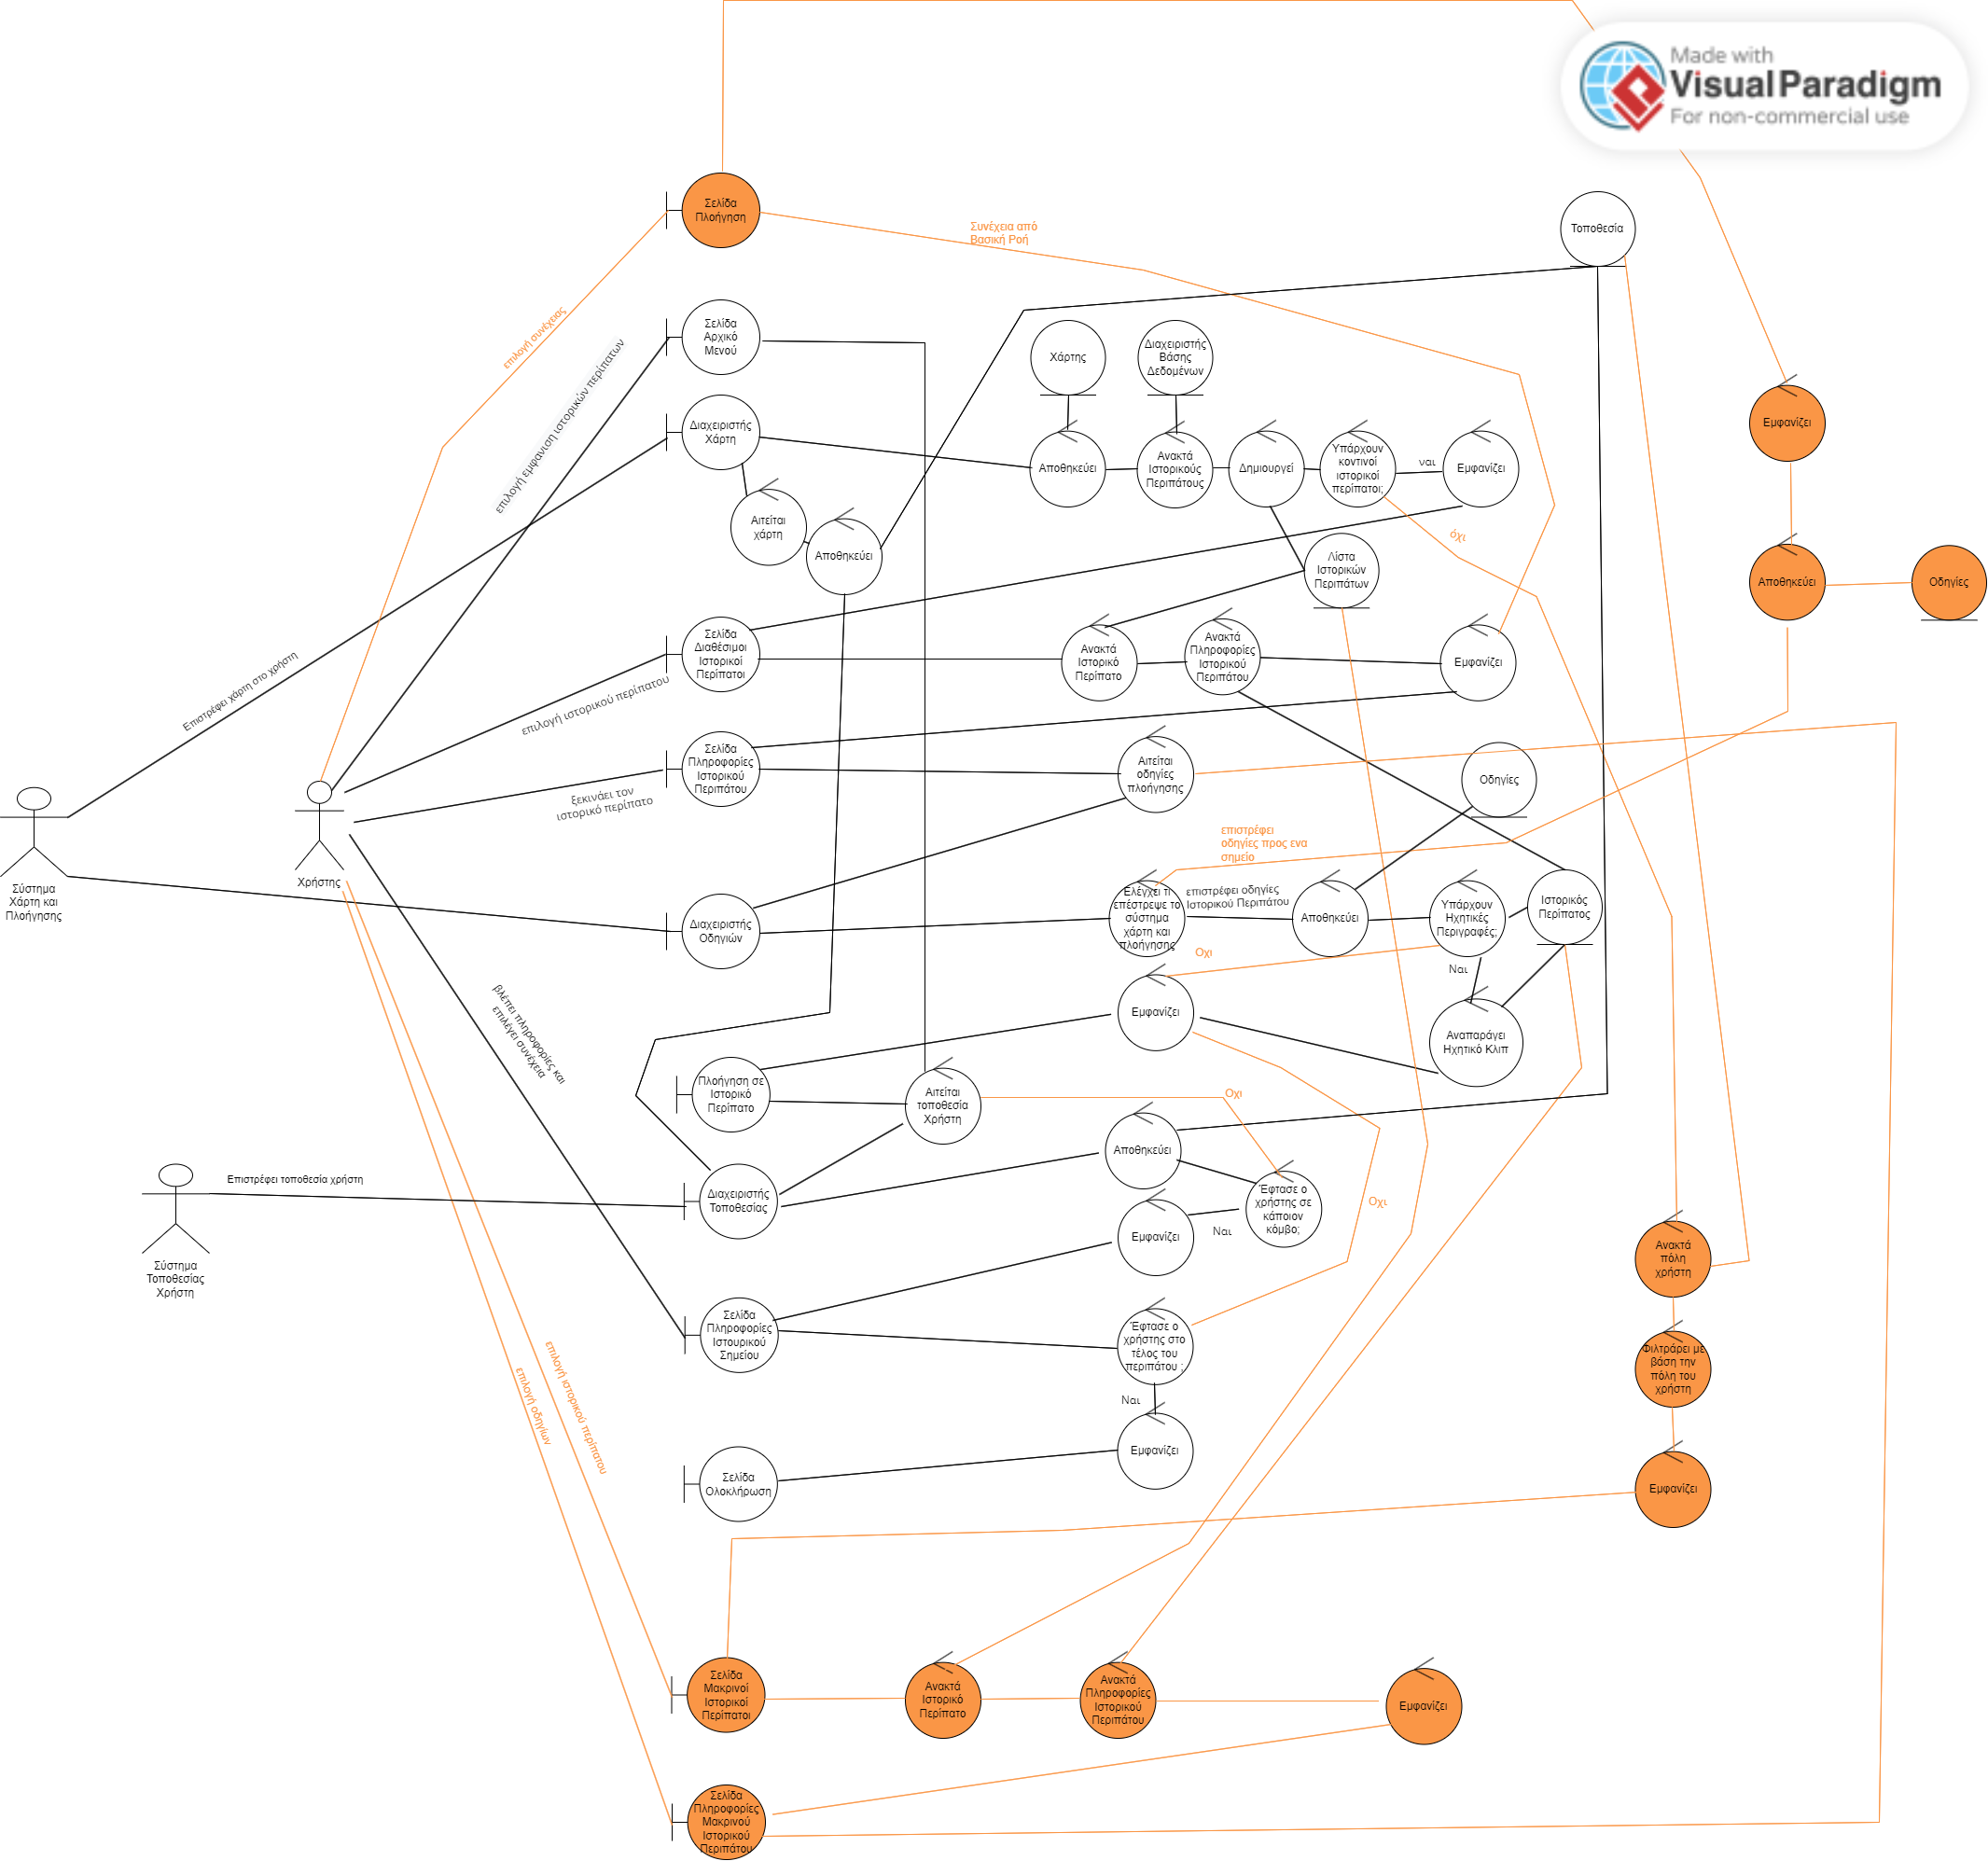 Made with
Visual Paradigm
For non-commercial use
Σελίδα
Πλοήγηση
Συνέχεια από
Βασική Ροή
Τοποθεσία
επιλογή συνέχειας
επιλογή εμφανιση ιστορικών περίπατων
Σελίδα
Αρχικό
Μενού
Χάρτης
Διαχειριστής
Βάσης
Δεδομένων
Εμφανίζει
Διαχειριστής
Χάρτη
Αποθηκεύει
Ανακτά
Ιστορικούς
Περιπάτους
Δημιουργεί
Υπάρχουν
κοντινοί
ιστορικοί
περίπατοι;
ναι
Εμφανίζει
Αιτείται
χάρτη
Αποθηκεύει
όχι
Λίστα
Ιστορικών
Περιπάτων
Αποθηκεύει
Οδηγίες
Επιστρέφει χάρτη στο χρήστη
Σελίδα
Διαθέσιμοι
Ιστορικοί
Περίπατοι
επιλογή ιστορικού περίπατου
Ανακτά
Ιστορικό
Περίπατο
Ανακτά
Πληροφορίες
Ιστορικού
Περιπάτου
Εμφανίζει
Σελίδα
Πληροφορίες
Ιστορικού
Περιπάτου
ξεκινάει τον
ιστορικό περίπατο
Αιτείται
οδηγίες
πλοήγησης
Οδηγίες
Σύστημα
Χάρτη και
Πλοήγησης
Χρήστης
επιστρέφει
οδηγίες προς ενα
σημείο
Διαχειριστής
Οδηγιών
Ελέγχει τι
επέστρεψε το
σύστημα
χάρτη και
πλοήγησης
επιστρέφει οδηγίες
Ιστορικού Περιπάτου
Αποθηκεύει
Υπάρχουν
Ηχητικές
Περιγραφές;
Ιστορικός
Περίπατος
Οχι
Ναι
βλέπει πληροφορίες και
επιλέγει συνέχεια
Εμφανίζει
Αναπαράγει
Ηχητικό Κλιπ
Πλοήγηση σε
Ιστορικό
Περίπατο
Αιτείται
τοποθεσία
Χρήστη
Οχι
Αποθηκεύει
Επιστρέφει τοποθεσία χρήστη
Διαχειριστής
Τοποθεσίας
Έφτασε ο
χρήστης σε
κάποιον
κόμβο;
Οχι
Εμφανίζει
Ναι
Σύστημα
Τοποθεσίας
Χρήστη
Ανακτά
πόλη
χρήστη
Σελίδα
Πληροφορίες
Ιστουρικού
Σημείου
Έφτασε ο
χρήστης στο
τέλος του
περιπάτου ;
Φιλτράρει με
βάση την
πόλη του
χρήστη
επιλογή ιστορικού περίπατου
επιλογή οδηγίων
Ναι
Εμφανίζει
Σελίδα
Ολοκλήρωση
Εμφανίζει
Σελίδα
Μακρινοί
Ιστορικοί
Περίπατοι
Ανακτά
Ιστορικό
Περίπατο
Ανακτά
Πληροφορίες
Ιστορικού
Περιπάτου
Εμφανίζει
Σελίδα
Πληροφορίες
Μακρινού
Ιστορικού
Περιπάτου